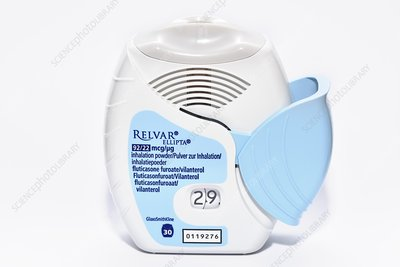 RELVAR®
ELLIPTA®
92/22 mcg/µg
Inhalation powder/Pulver zur Inhalation/
Inhalatiepoeder
fluticasone furoate/vilanterol
Fluticasonfuroat/Vilanterol
fluticasonfuroaat/
vilanterol
29
GlaxoSmithKline
30
0119276
SCIENCEPHOTOLIBRARY